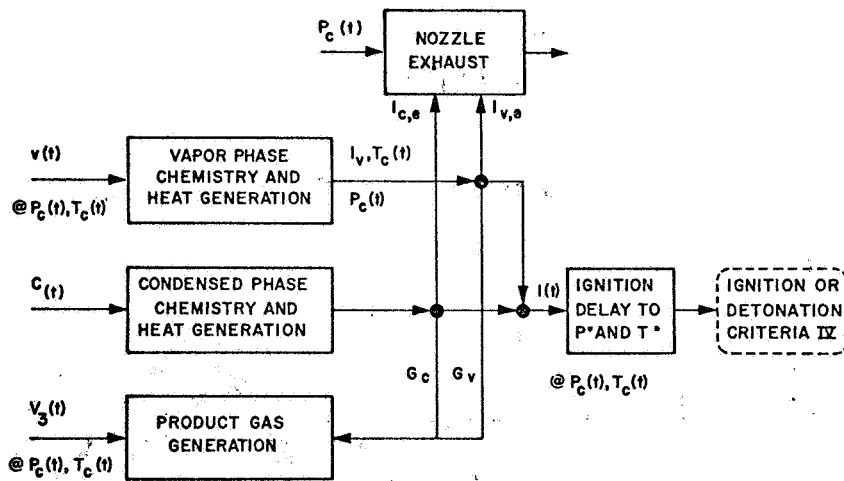 P_c(t)
NOZZLE
EXHAUST
I_c,e
I_v,a
v(t)
@ P_c(t), T_c(t)
VAPOR PHASE
CHEMISTRY AND
HEAT GENERATION
I_v, T_c(t)
P_c(t)
C_(t)
CONDENSED PHASE
CHEMISTRY AND
HEAT GENERATION
I(t)
IGNITION
DELAY TO
P* AND T*
@ P_c(t), T_c(t)
IGNITION OR
DETONATION
CRITERIA IV
G_c
G_v
V_3(t)
@ P_c(t), T_c(t)
PRODUCT GAS
GENERATION